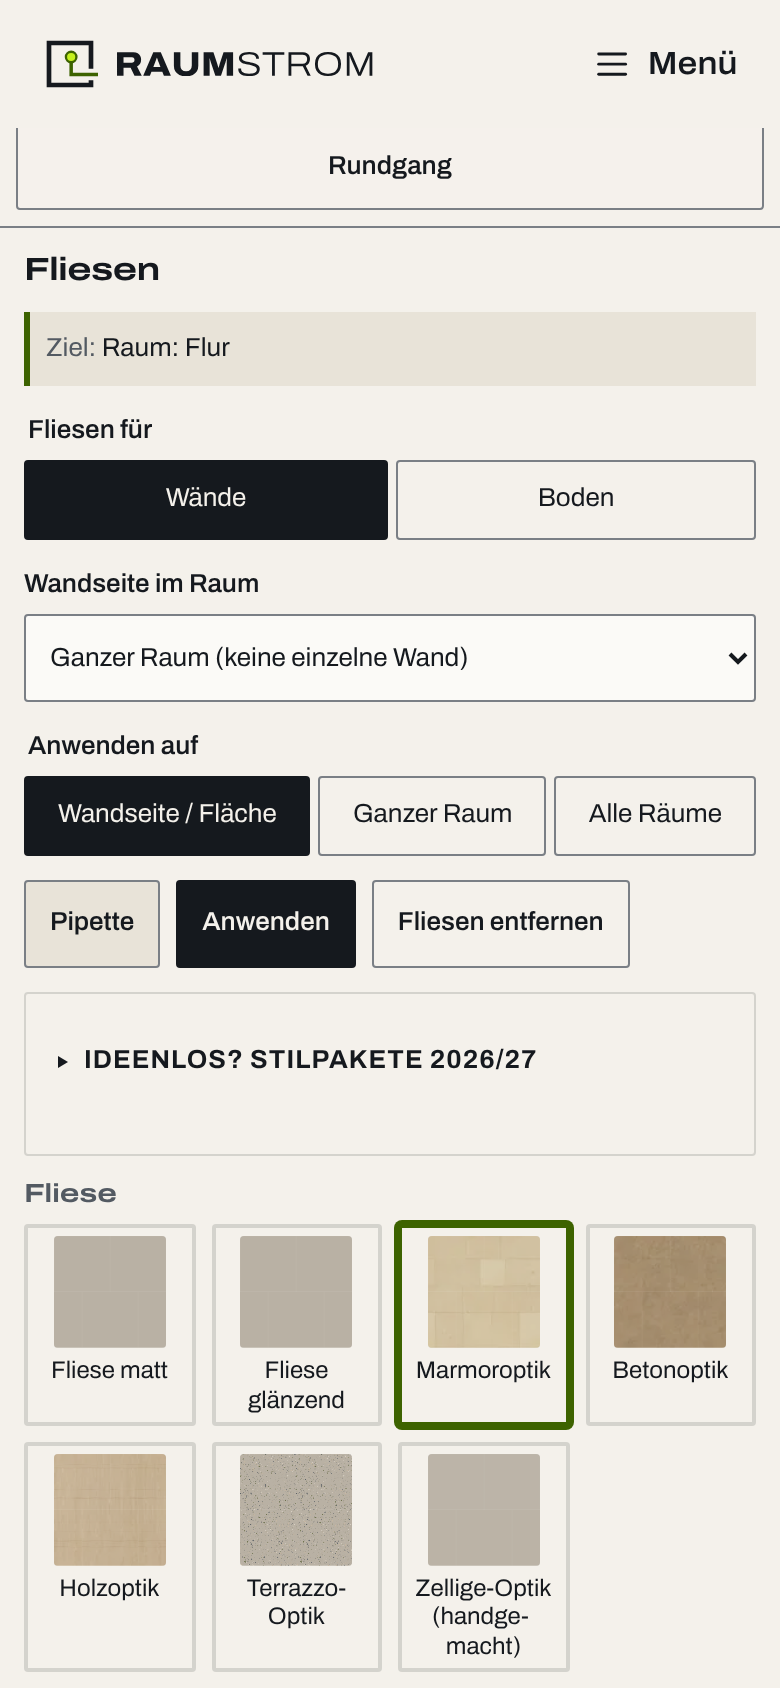 RAUMSTROM
Menü
Rundgang
Fliesen
Ziel: Raum: Flur
Fliesen für
Wände
Boden
Wandseite im Raum
Ganzer Raum (keine einzelne Wand)
Anwenden auf
Wandseite / Fläche
Ganzer Raum
Alle Räume
Pipette
Anwenden
Fliesen entfernen
IDEENLOS? STILPAKETE 2026/27
Fliese
Fliese matt
Fliese
glänzend
Marmoroptik
Betonoptik
Holzoptik
Terrazzo-
Optik
Zellige-Optik
(handge-
macht)